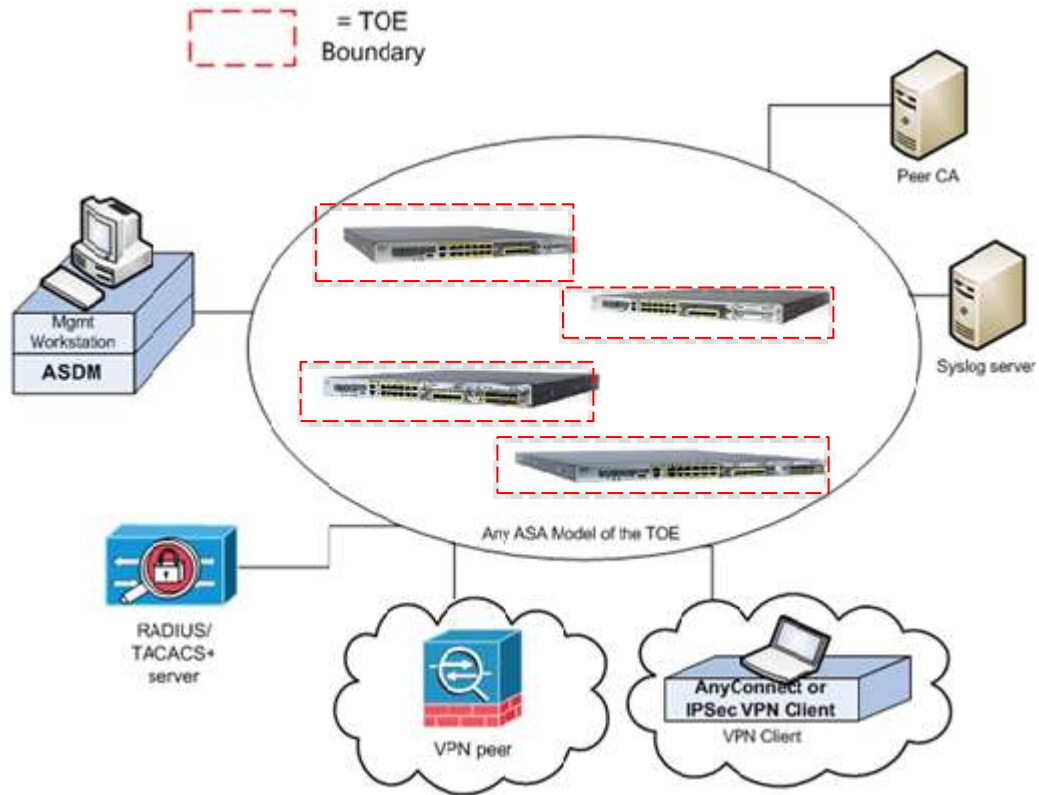 = TOE
Boundary
Peer CA
Mgmt
Workstation
ASDM
Syslog server
Any ASA Model of the TOE
RADIUS/
TACACS+
server
VPN peer
AnyConnect or
IPSec VPN Client
VPN Client